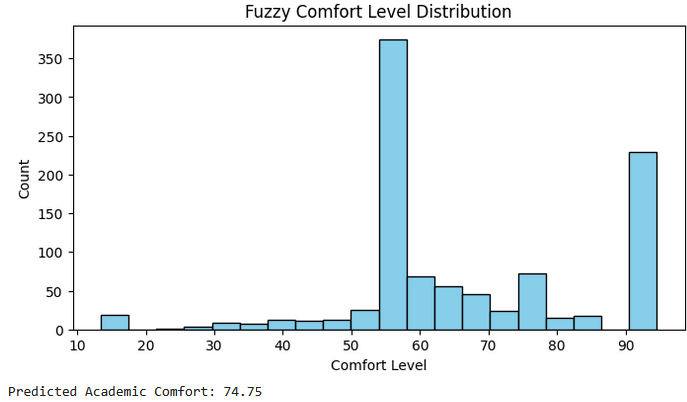 Fuzzy Comfort Level Distribution
350
300
250
200
150
100
50
0
Count
10 20 30 40 50 60 70 80 90
Comfort Level
Predicted Academic Comfort: 74.75